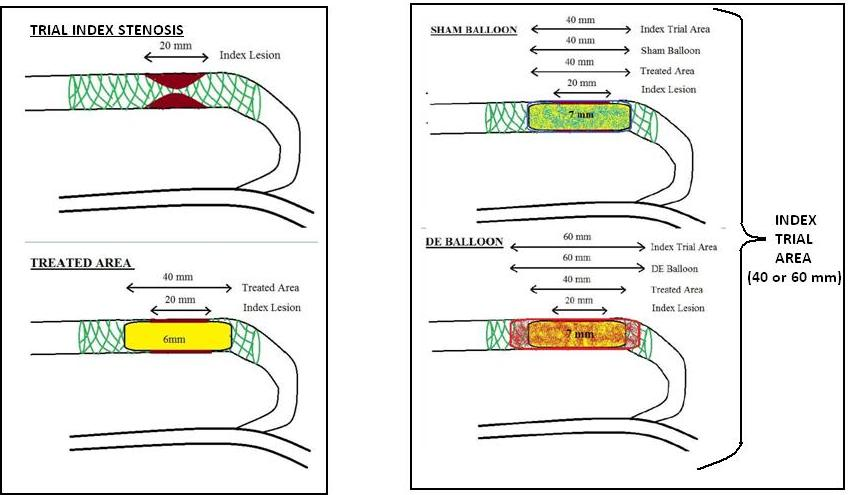 TRIAL INDEX STENOSIS
20 mm
Index Lesion
TREATED AREA
40 mm
Treated Area
20 mm
Index Lesion
6mm
SHAM BALLOON
40 mm
Index Trial Area
40 mm
Sham Balloon
40 mm
Treated Area
20 mm
Index Lesion
7 mm
DE BALLOON
60 mm
Index Trial Area
60 mm
DE Balloon
40 mm
Treated Area
20 mm
Index Lesion
7 mm
INDEX
TRIAL
AREA
(40 or 60 mm)